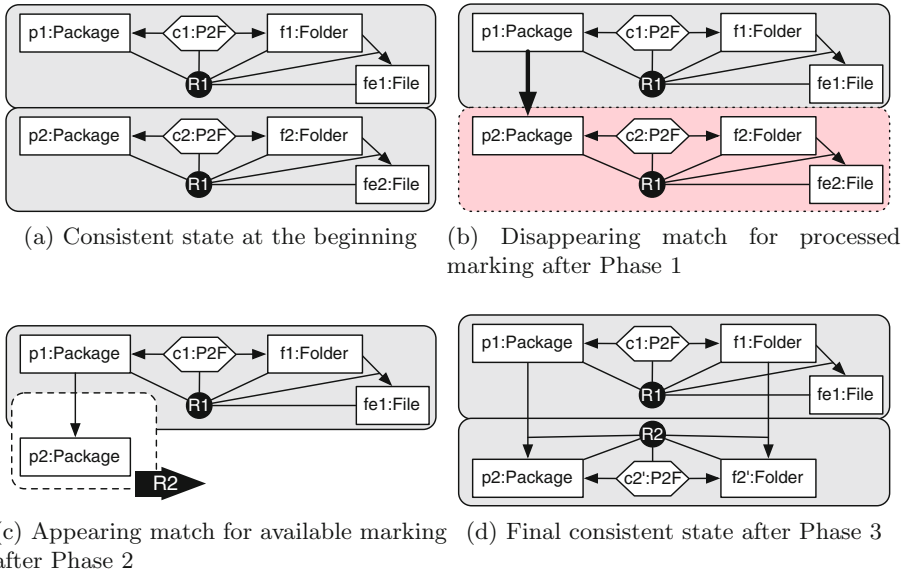 p1:Package c1:P2F f1:Folder
R1 fe1:File
p2:Package c2:P2F f2:Folder
R1 fe2:File
(a) Consistent state at the beginning
p1:Package c1:P2F f1:Folder
R1 fe1:File
p2:Package c2:P2F f2:Folder
R1 fe2:File
(b) Disappearing match for processed
marking after Phase 1
p1:Package c1:P2F f1:Folder
R1 fe1:File
p2:Package
R2
(c) Appearing match for available marking
after Phase 2
p1:Package c1:P2F f1:Folder
R1 fe1:File
R2
p2:Package c2':P2F f2':Folder
(d) Final consistent state after Phase 3